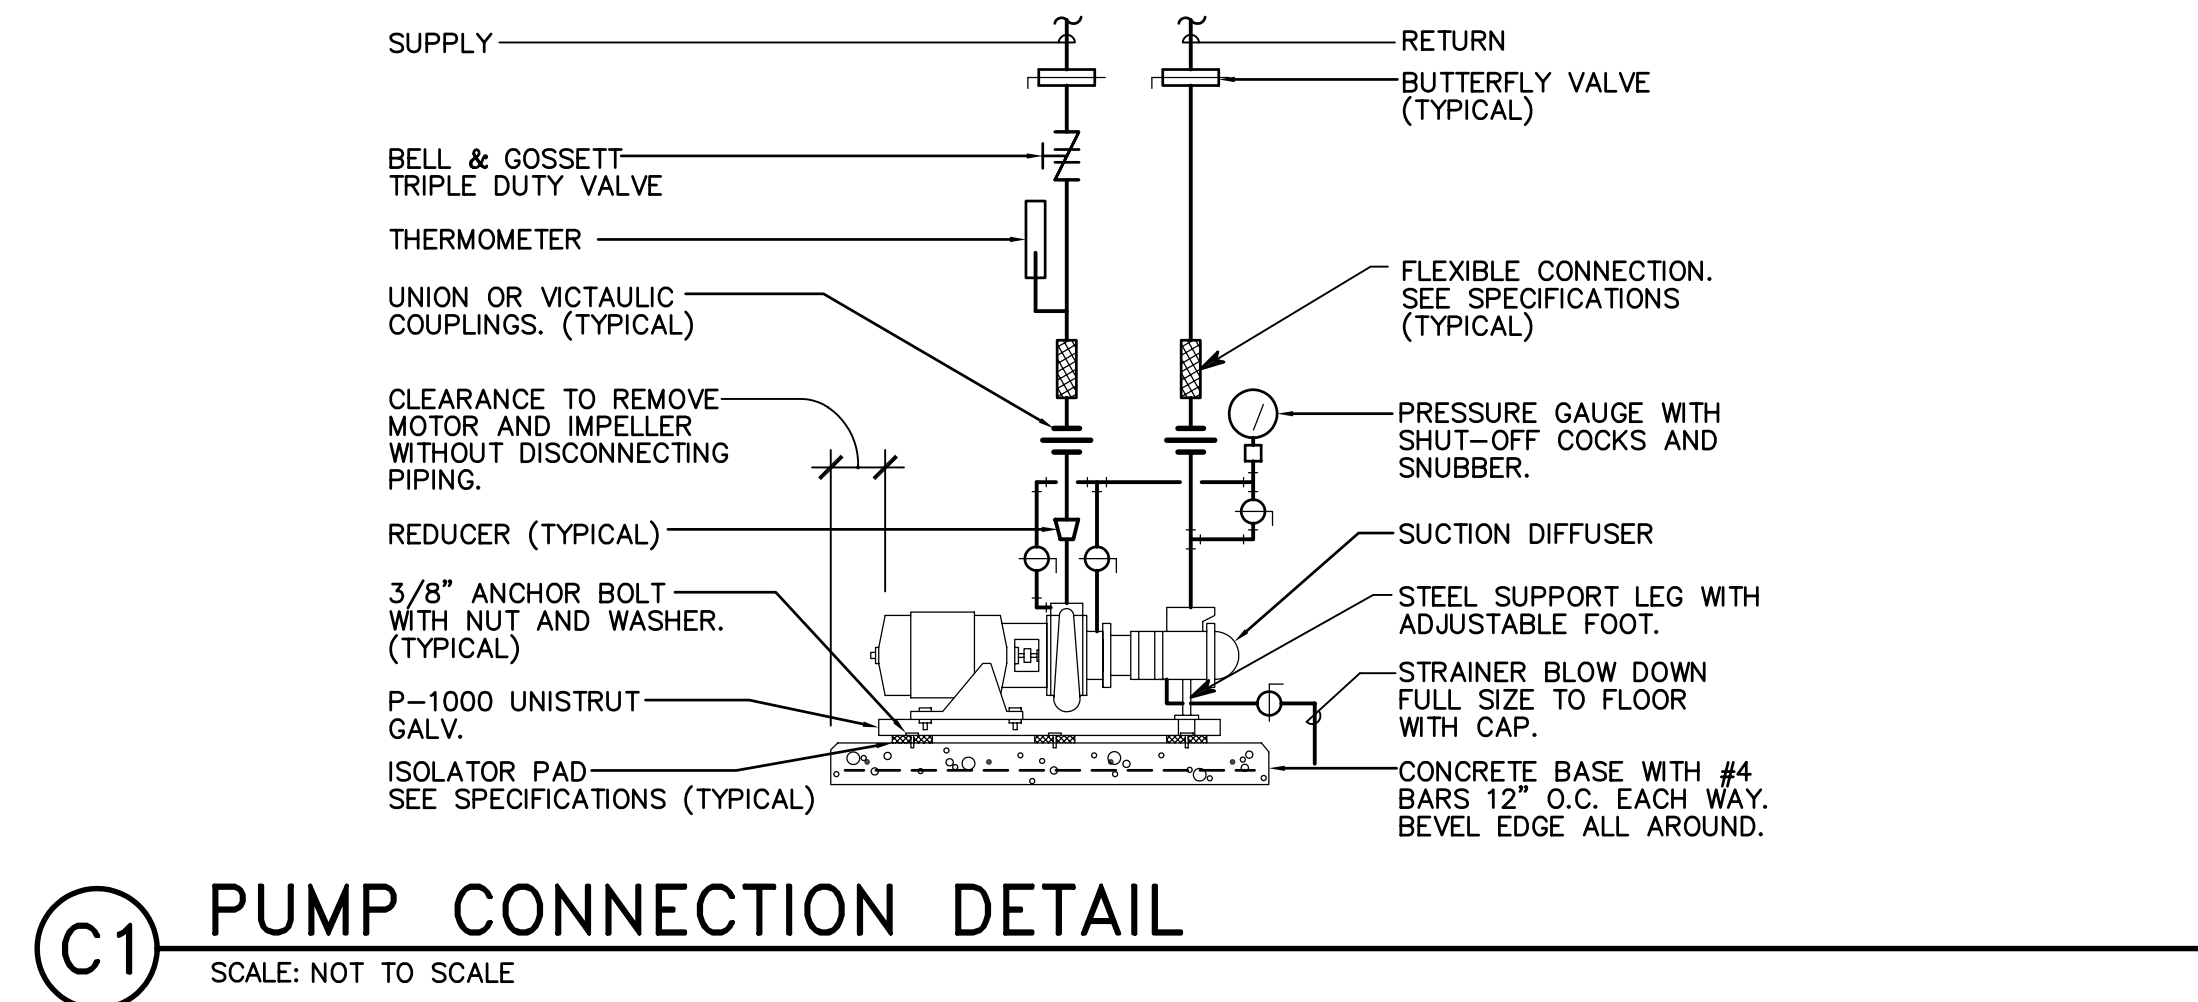 SUPPLY
BELL & GOSSETT
TRIPLE DUTY VALVE
THERMOMETER
UNION OR VICTAULIC
COUPLINGS. (TYPICAL)
CLEARANCE TO REMOVE
MOTOR AND IMPELLER
WITHOUT DISCONNECTING
PIPING.
REDUCER (TYPICAL)
3/8" ANCHOR BOLT
WITH NUT AND WASHER.
(TYPICAL)
P-1000 UNISTRUT
GALV.
ISOLATOR PAD
SEE SPECIFICATIONS (TYPICAL)
RETURN
BUTTERFLY VALVE
(TYPICAL)
FLEXIBLE CONNECTION.
SEE SPECIFICATIONS
(TYPICAL)
PRESSURE GAUGE WITH
SHUT-OFF COCKS AND
SNUBBER.
SUCTION DIFFUSER
STEEL SUPPORT LEG WITH
ADJUSTABLE FOOT.
STRAINER BLOW DOWN
FULL SIZE TO FLOOR
WITH CAP.
CONCRETE BASE WITH #4
BARS 12" O.C. EACH WAY.
BEVEL EDGE ALL AROUND.
C1
PUMP CONNECTION DETAIL
SCALE: NOT TO SCALE